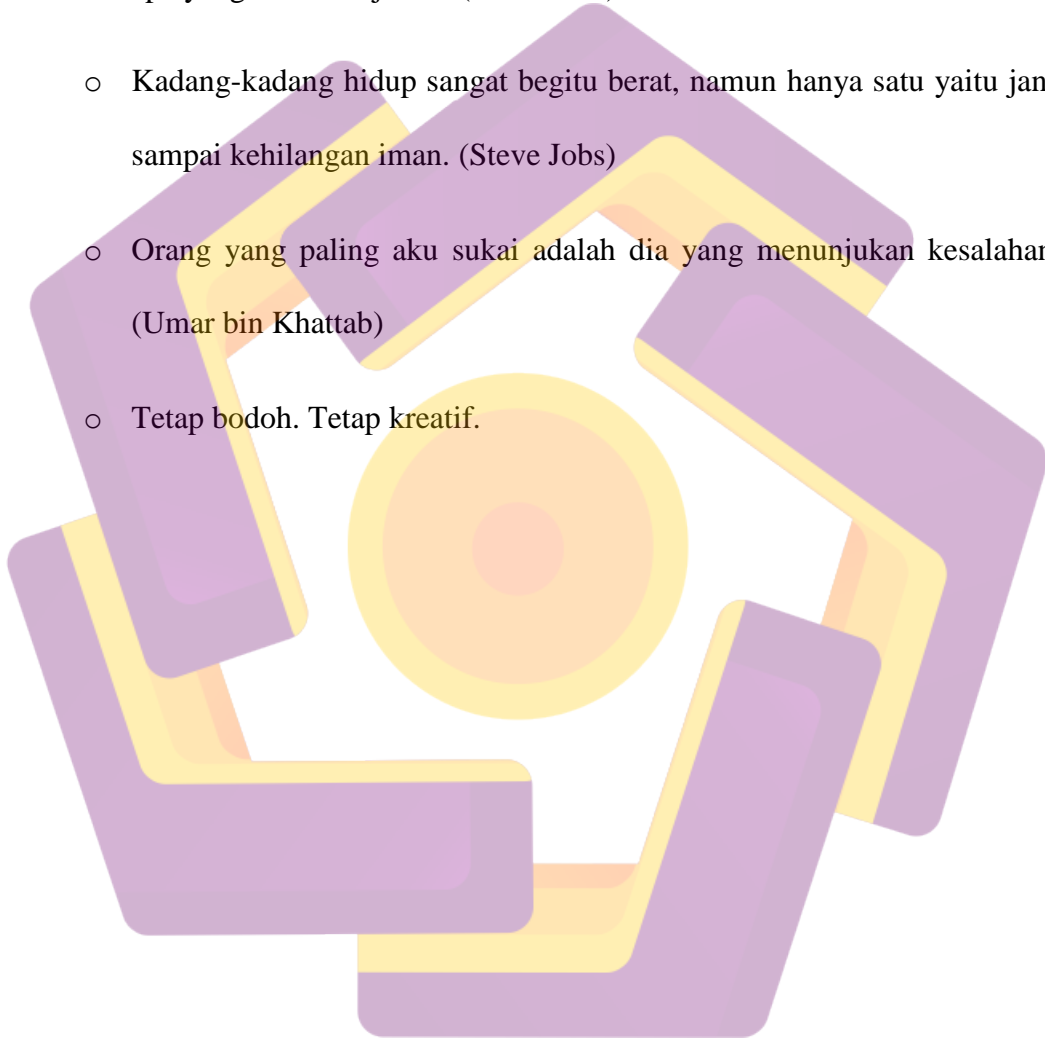 o Kadang-kadang hidup sangat begitu berat, namun hanya satu yaitu jan
sampai kehilangan iman. (Steve Jobs)
o Orang yang paling aku sukai adalah dia yang menunjukan kesalahan
(Umar bin Khattab)
o Tetap bodoh. Tetap kreatif.